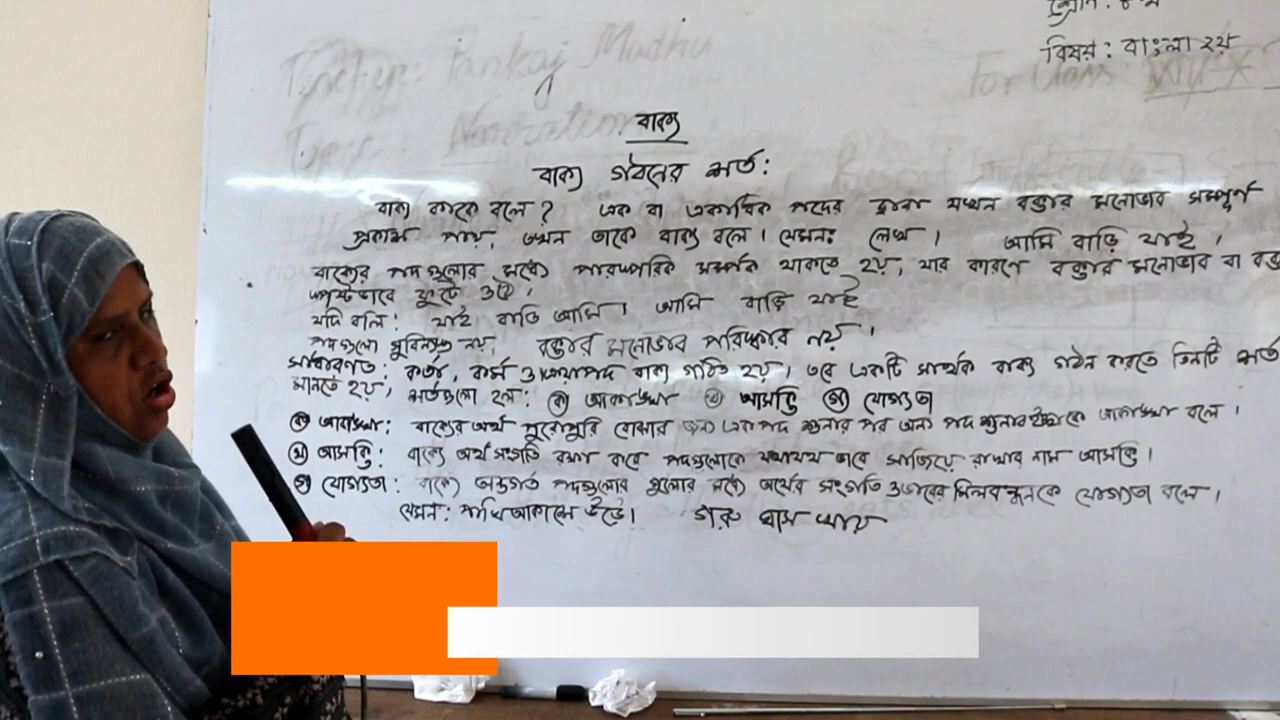 শ্রেণি: ৮ম
বিষয়: বাংলা ২য়
বাক্য
বাক্য গঠনের শর্ত:
বাক্য কাকে বলে? এক বা একাধিক পদের দ্বারা যখন বক্তার মনোভাব সম্পূর্ণ
প্রকাশ পায়, তখন তাকে বাক্য বলে। যেমনঃ লেখ। আমি বাড়ি যাই।
বাক্যের পদগুলোর মধ্যে পারস্পারিক সম্পর্ক থাকতে হয়, যার কারণে বক্তার মনোভাব বা
স্পষ্টভাবে ফুটে ওঠে।
যদি বলি: যাই বাড়ি আমি। আমি বাড়ি যাই
পদগুলো সুবিন্যস্ত নয়, বক্তার মনোভাব পরিষ্কার নয়।
সাধারণত: কর্তা, কর্ম ও ক্রিয়াপদ বাক্য গঠিত হয়। তবে একটি সার্থক বাক্য গঠন করতে তিনটি শর্ত
মানতে হয়, শর্তগুলো হল: (ক) আকাঙ্খা (খ) আসক্তি (গ) যোগ্যতা
(ক) আকাঙ্খা: বাক্যের অর্থ পুরোপুরি বোঝার জন্য এক পদ শুনার পর অন্য পদ শুনার ইচ্ছাকে আকাঙ্খা বলে।
(খ) আসক্তি: বাক্যে অর্থ সংগতি রক্ষা করে পদগুলোকে যথাযথ ভাবে সাজিয়ে রাখার নাম আসক্তি।
(গ) যোগ্যতা: বাক্যে অন্তর্গত পদগুলোর গুলোর মধ্যে অর্থের সংগতি ও ভাবের মিলবন্ধনকে যোগ্যতা বলে।
যেমন: পাখি আকাশে উড়ে। গরু ঘাস খায়